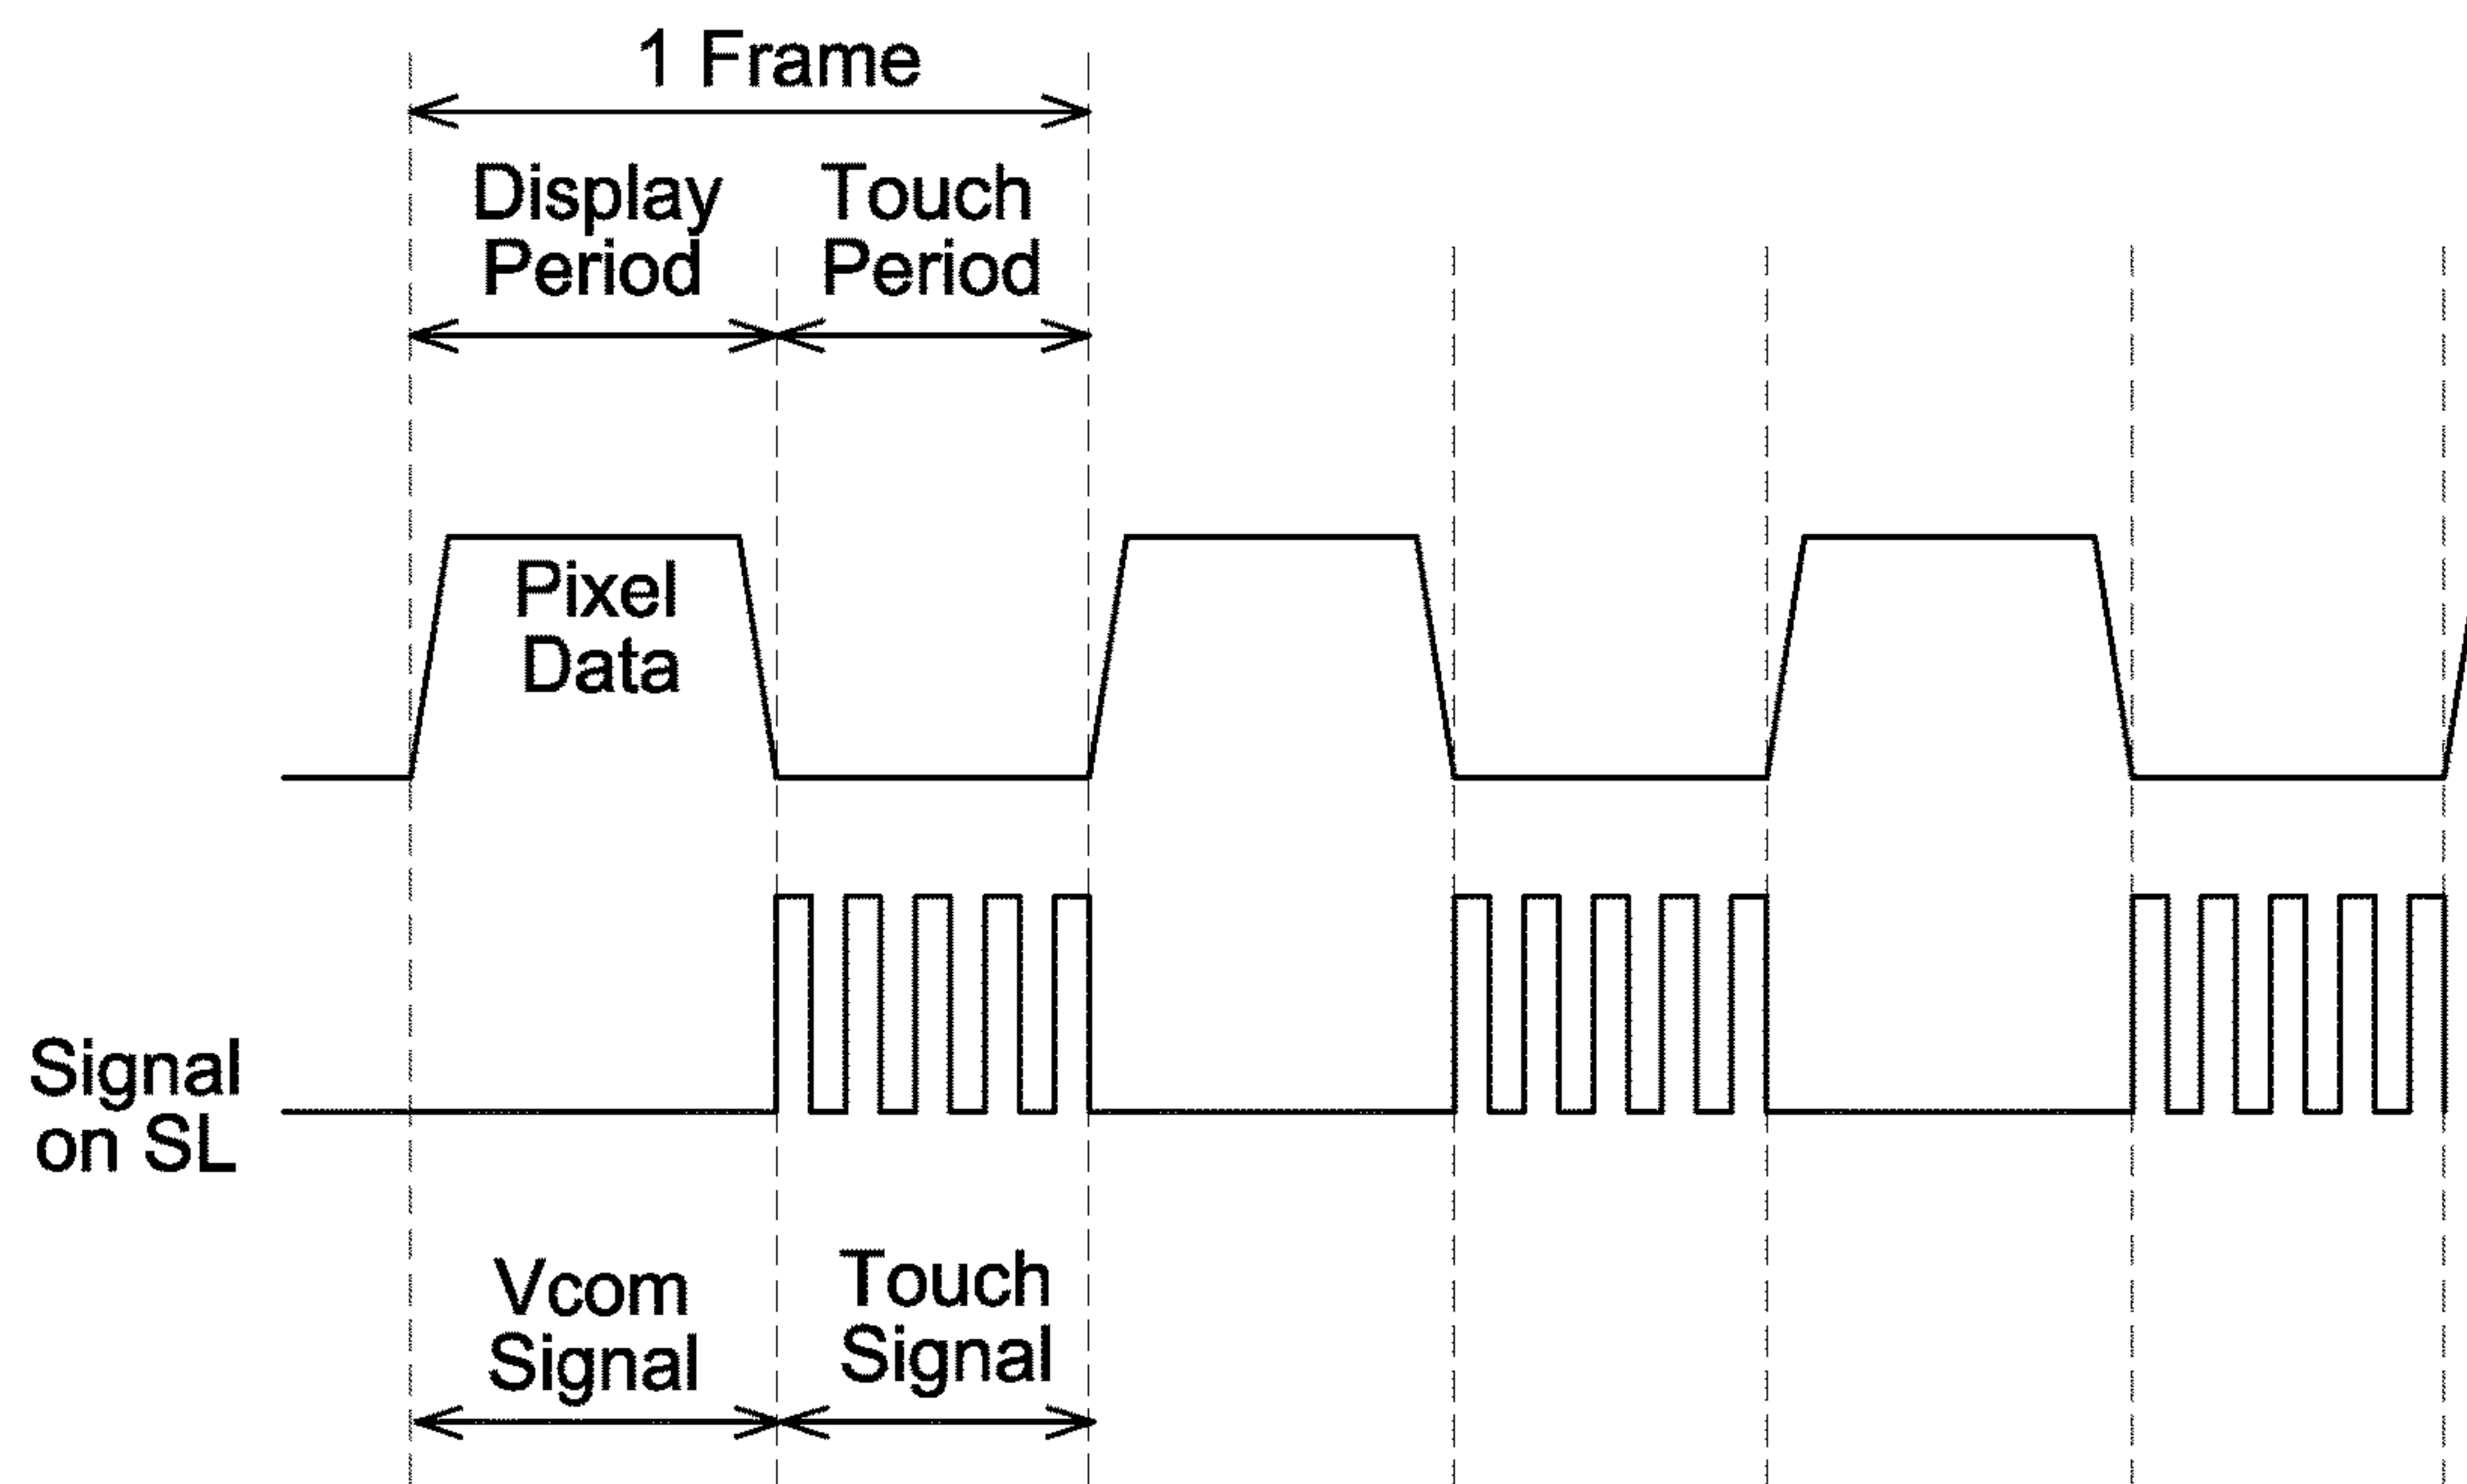 1 Frame
Display
Period
Touch
Period
Pixel
Data
Signal
on SL
Vcom
Signal
Touch
Signal